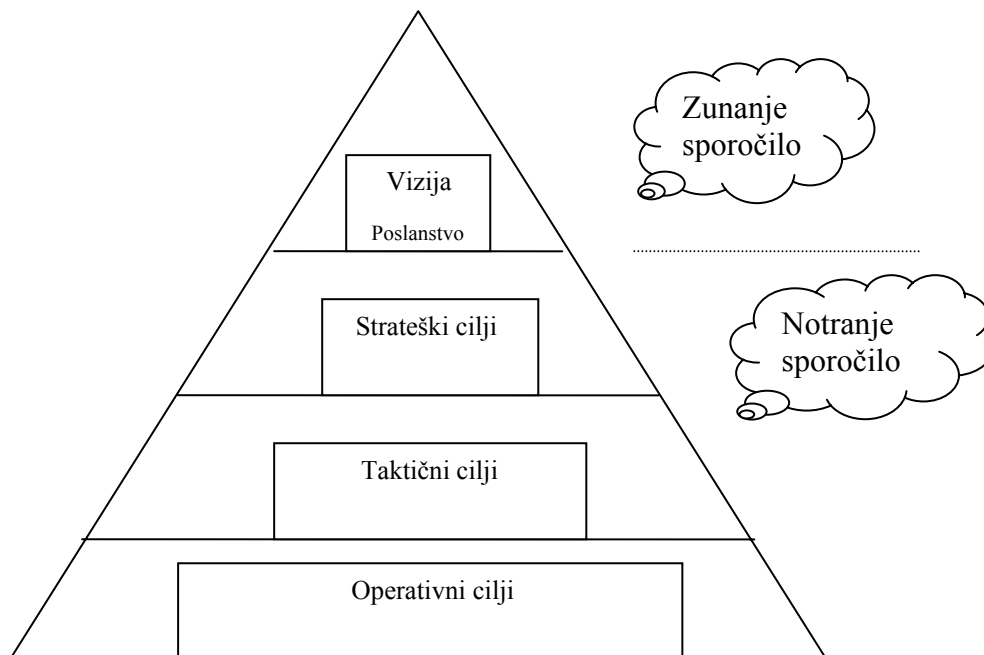 Zunanje
sporočilo
Vizija
Poslanstvo
Strateški cilji
Notranje
sporočilo
Taktični cilji
Operativni cilji